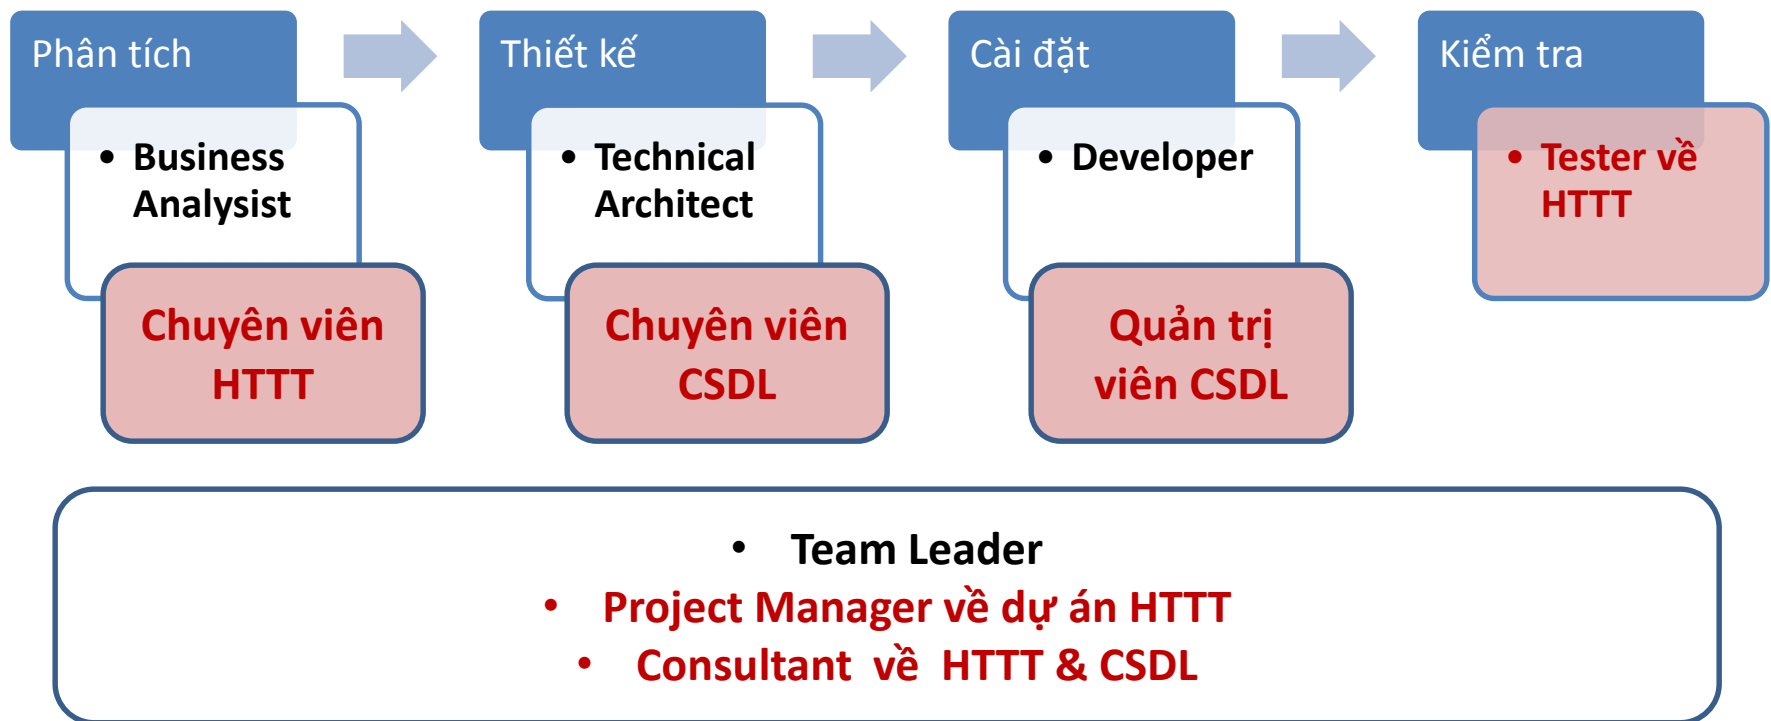 Phân tích
• Business
Analysist
Chuyên viên
HTTT
Thiết kế
• Technical
Architect
Chuyên viên
CSDL
Cài đặt
• Developer
Quản trị
viên CSDL
Kiểm tra
• Tester về
HTTT
• Team Leader
• Project Manager về dự án HTTT
• Consultant về HTTT & CSDL